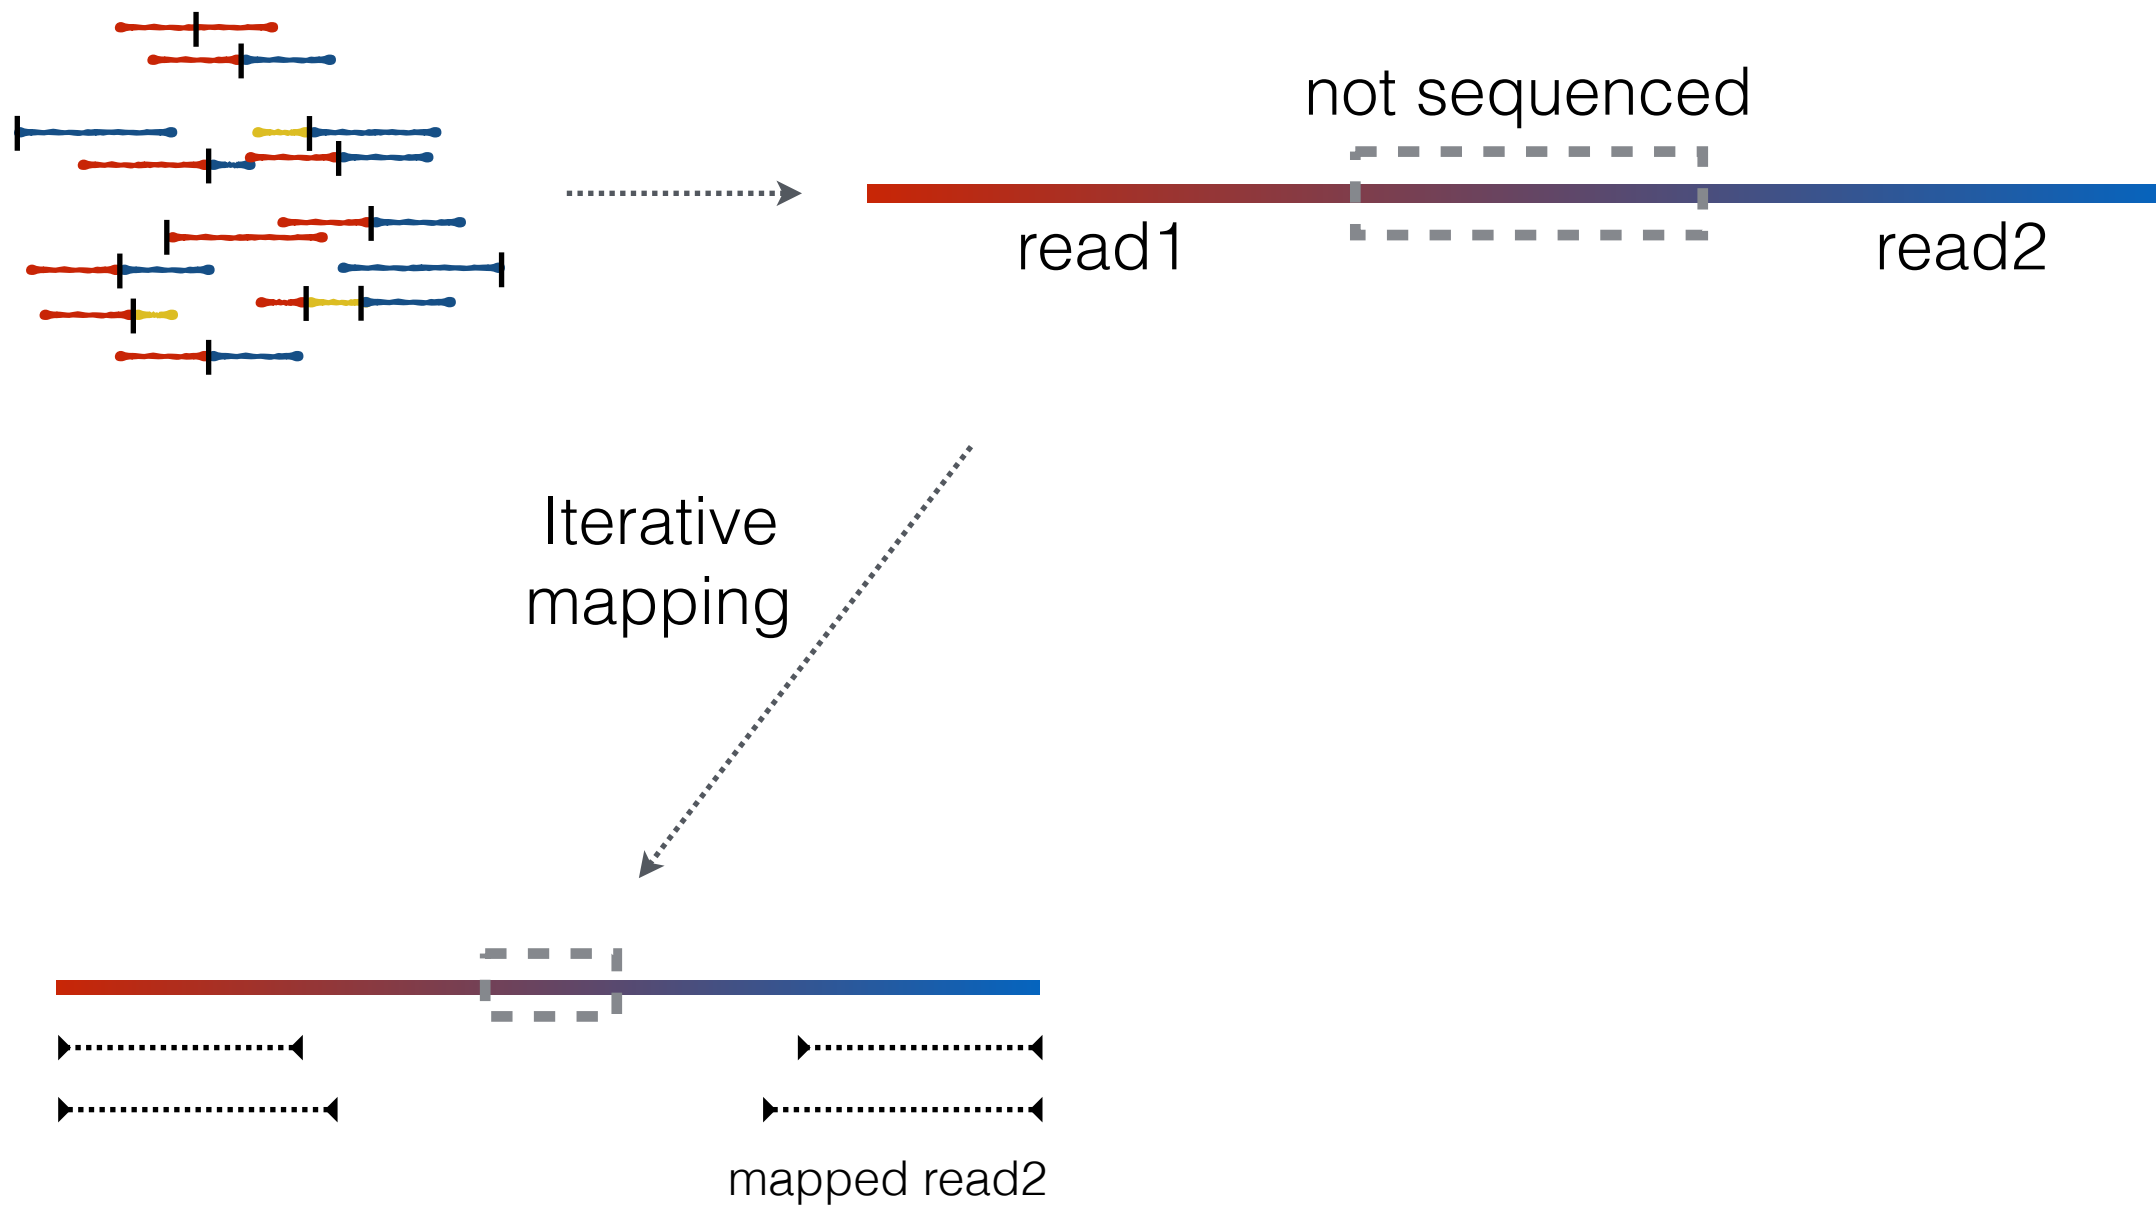 not sequenced
read1
read2
Iterative
mapping
mapped read2